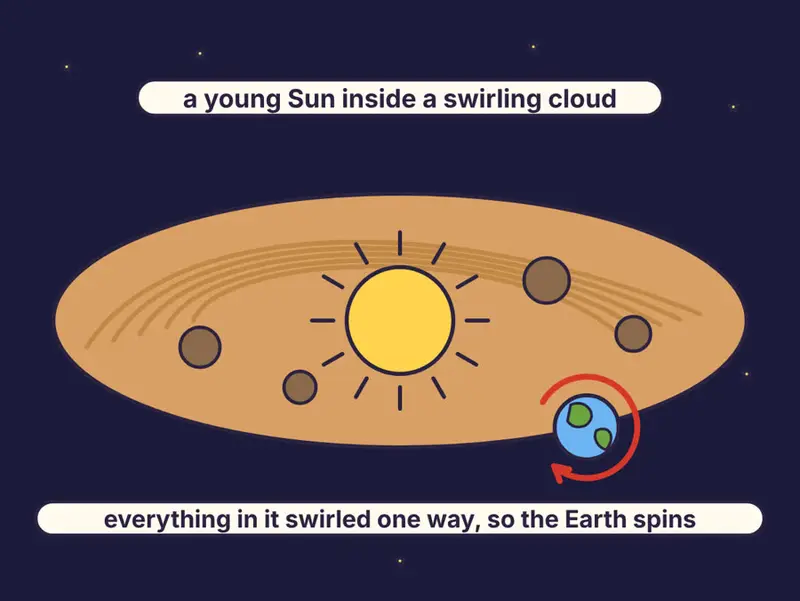 a young Sun inside a swirling cloud
everything in it swirled one way, so the Earth spins